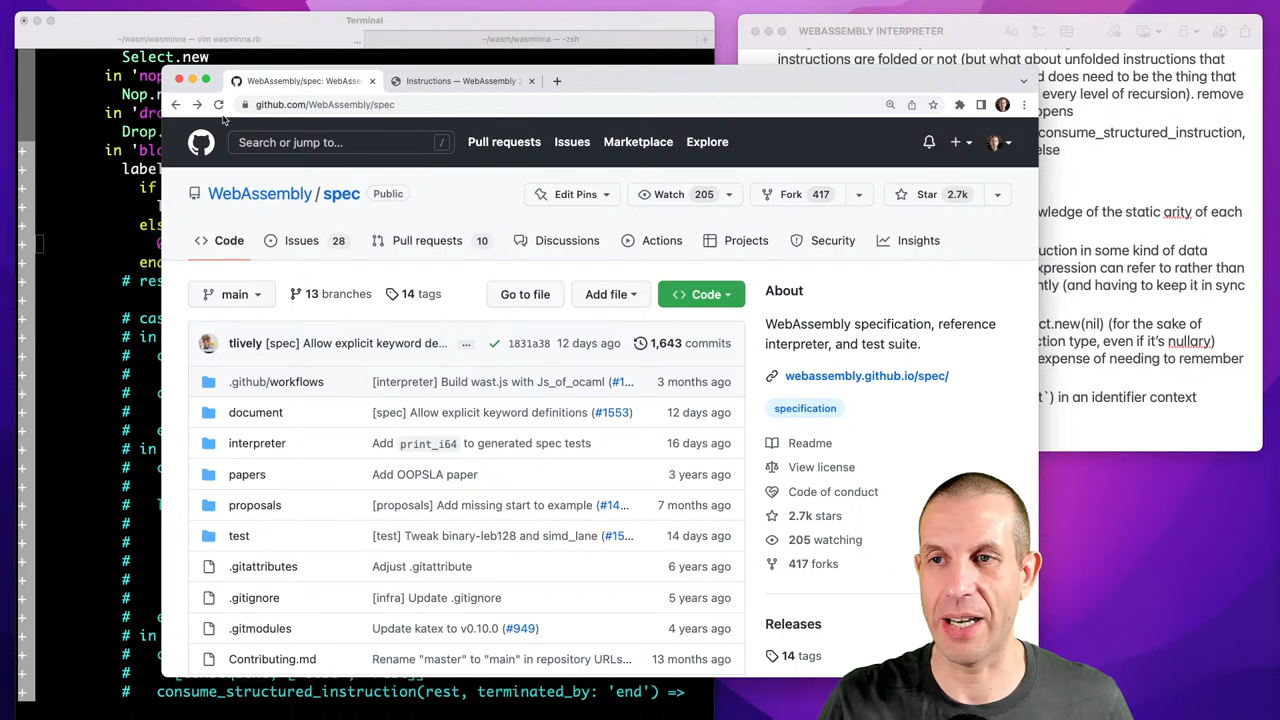 Terminal
~/wasm/wasminna — vim wasminna.rb
...
~/wasm/wasminna — -zsh
+
Select.new
in 'nop
Nop.n
in 'dro
Drop.
in 'blo
label
if
l
els
end
# res
# cas
# in
# c
# in
# in
# consume_structured_instruction(rest, terminated_by: 'end') =>
WebAssembly/spec: WebAsse
×
Instructions — WebAssembly 2
×
+
github.com/WebAssembly/spec
Search or jump to...
/
Pull requests
Issues
Marketplace
Explore
WebAssembly / spec
Public
Edit Pins
Watch 205
Fork 417
Star 2.7k
Code
Issues 28
Pull requests 10
Discussions
Actions
Projects
Security
Insights
main
13 branches
14 tags
Go to file
Add file
Code
tlively [spec] Allow explicit keyword de...
...
1831a38 12 days ago
1,643 commits
.github/workflows [interpreter] Build wast.js with Js_of_ocaml (#1... 3 months ago
document [spec] Allow explicit keyword definitions (#1553) 12 days ago
interpreter Add print_i64 to generated spec tests 16 days ago
papers Add OOPSLA paper 3 years ago
proposals [proposals] Add missing start to example (#14... 7 months ago
test [test] Tweak binary-leb128 and simd_lane (#15... 14 days ago
.gitattributes Adjust .gitattribute 6 years ago
.gitignore [infra] Update .gitignore 5 years ago
.gitmodules Update katex to v0.10.0 (#949) 4 years ago
Contributing.md Rename "master" to "main" in repository URLs... 13 months ago
About
WebAssembly specification, reference
interpreter, and test suite.
webassembly.github.io/spec/
specification
Readme
View license
Code of conduct
2.7k stars
205 watching
417 forks
Releases
14 tags
WEBASSEMBLY INTERPRETER
Aa
instructions are folded or not (but what about unfolded instructions that
d does need to be the thing that
every level of recursion). remove
opens
consume_structured_instruction,
else
wledge of the static arity of each
uction in some kind of data
xpression can refer to rather than
ntly (and having to keep it in sync
ct.new(nil) (for the sake of
ction type, even if it's nullary)
expense of needing to remember
t`) in an identifier context